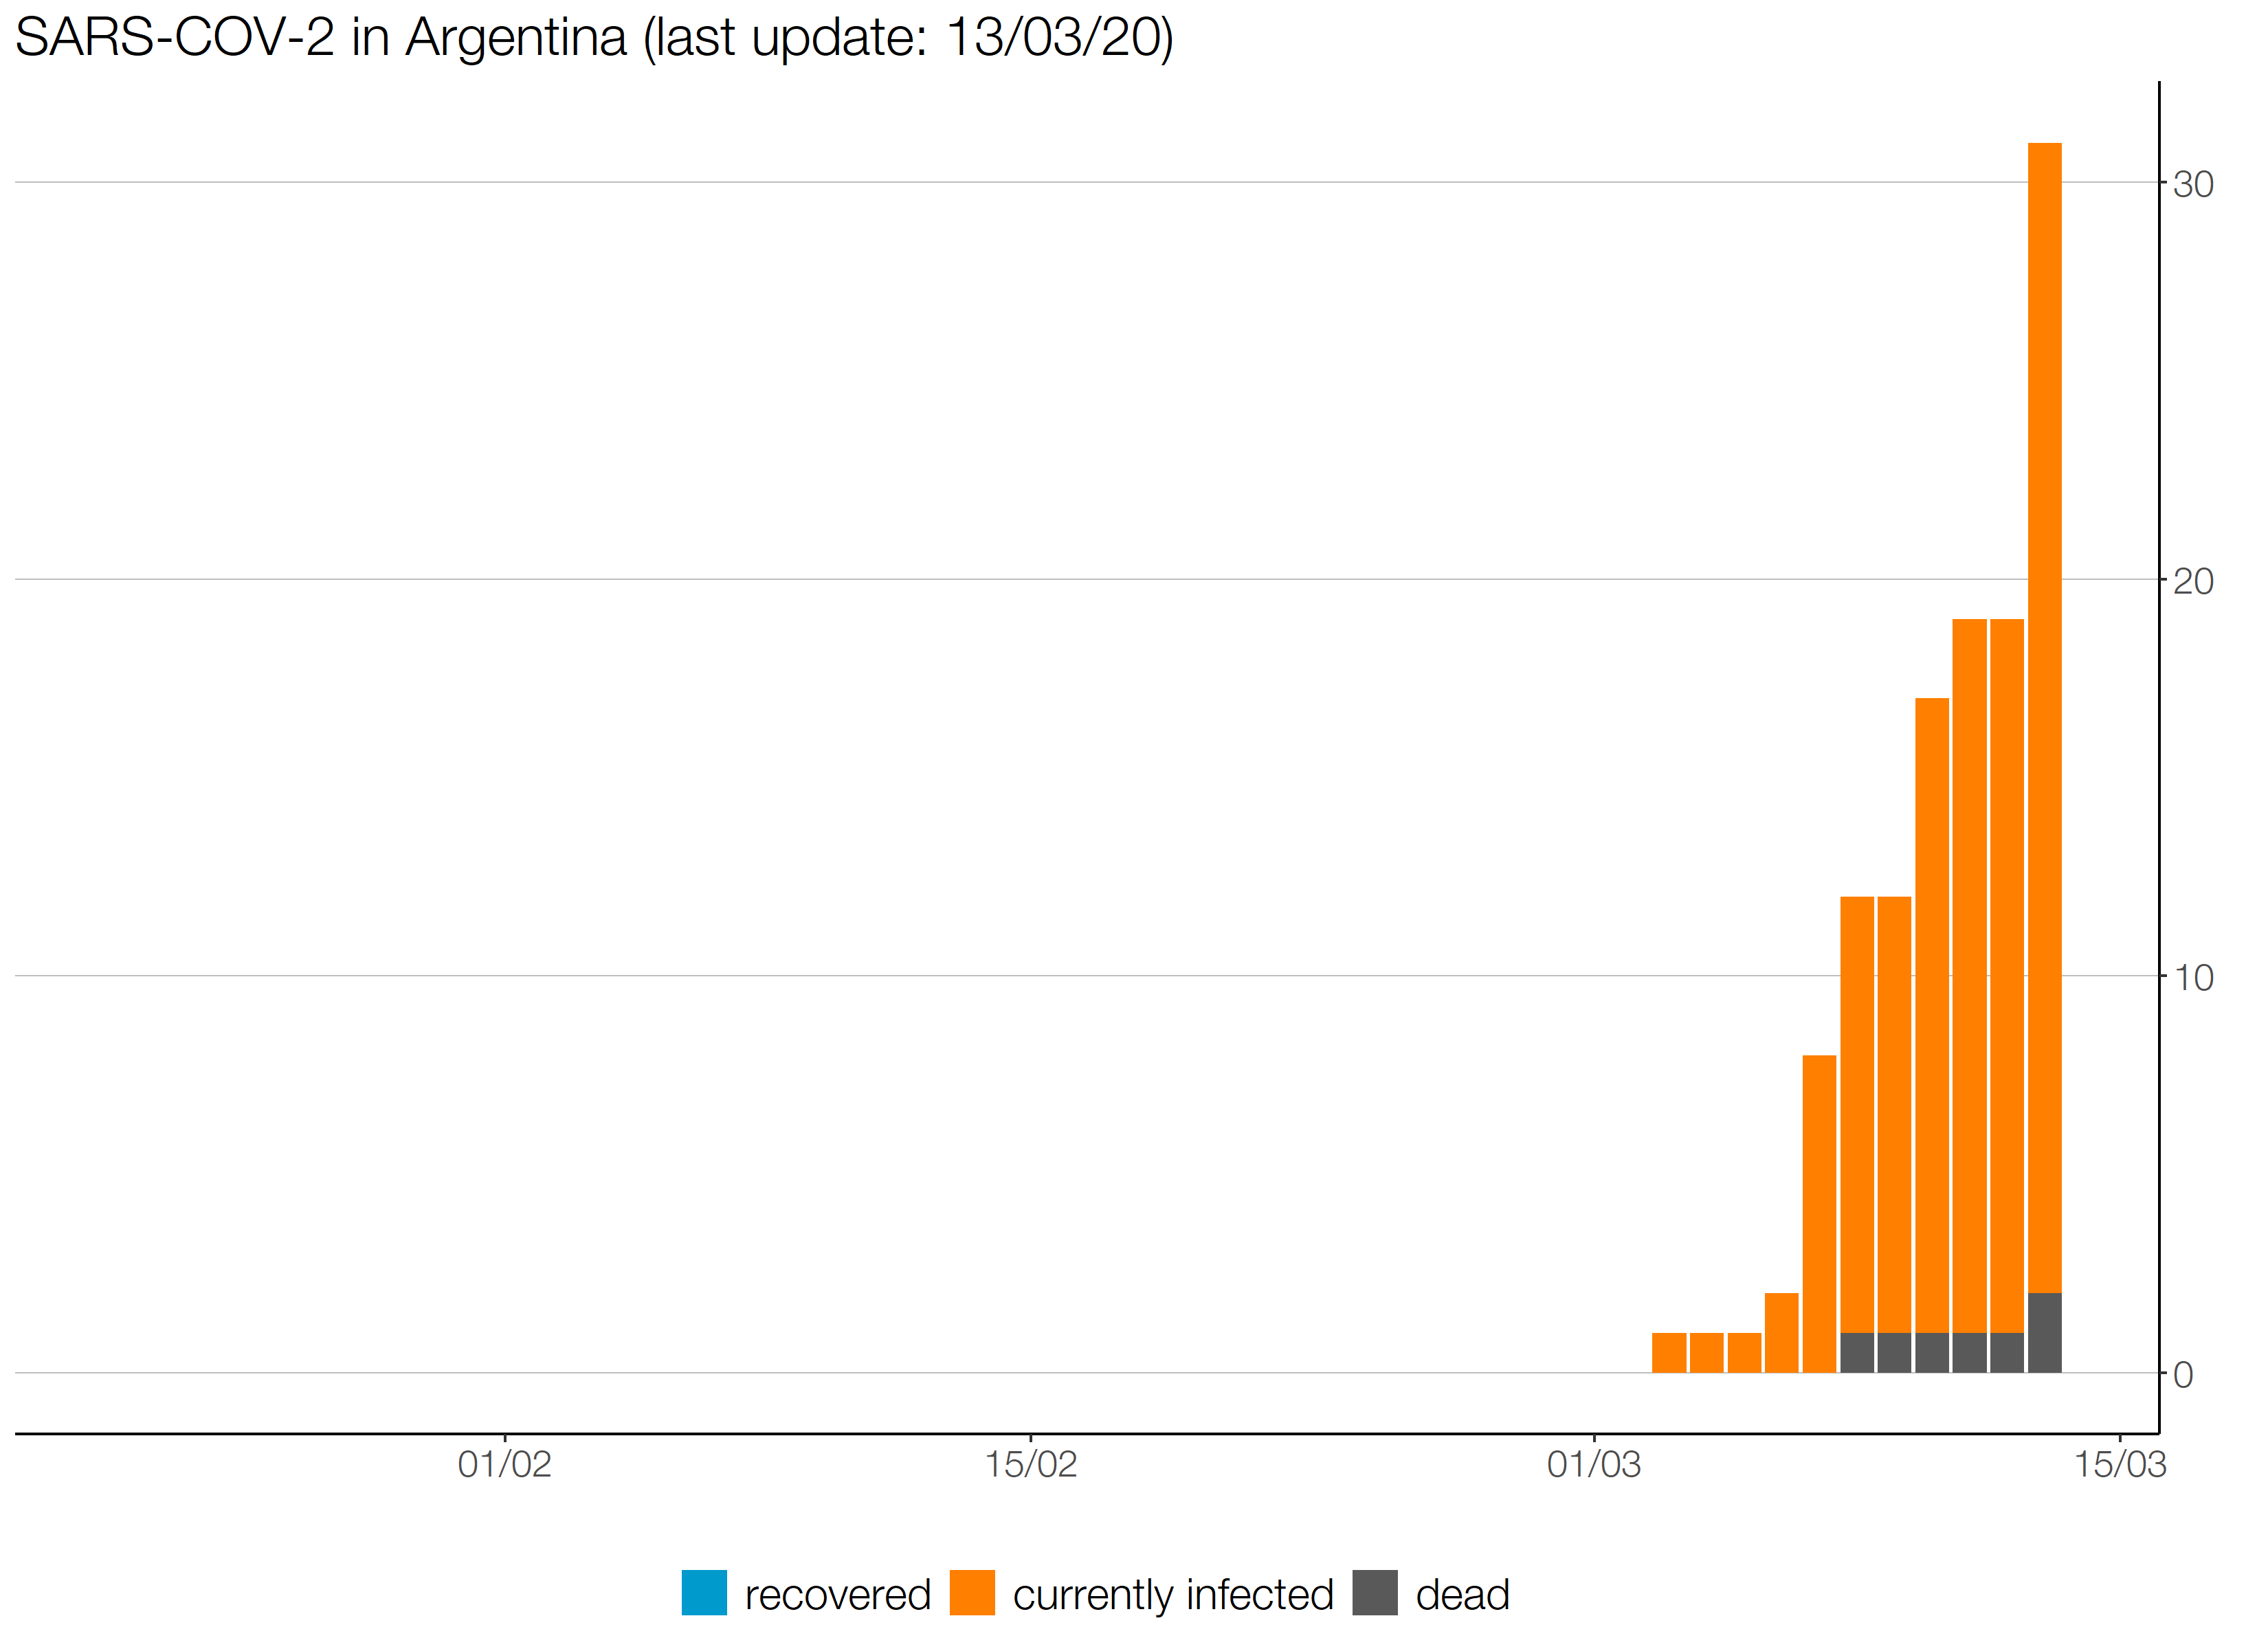 SARS-COV-2 in Argentina (last update: 13/03/20)
30
20
10
0
01/02 15/02 01/03 15/03
recovered currently infected dead